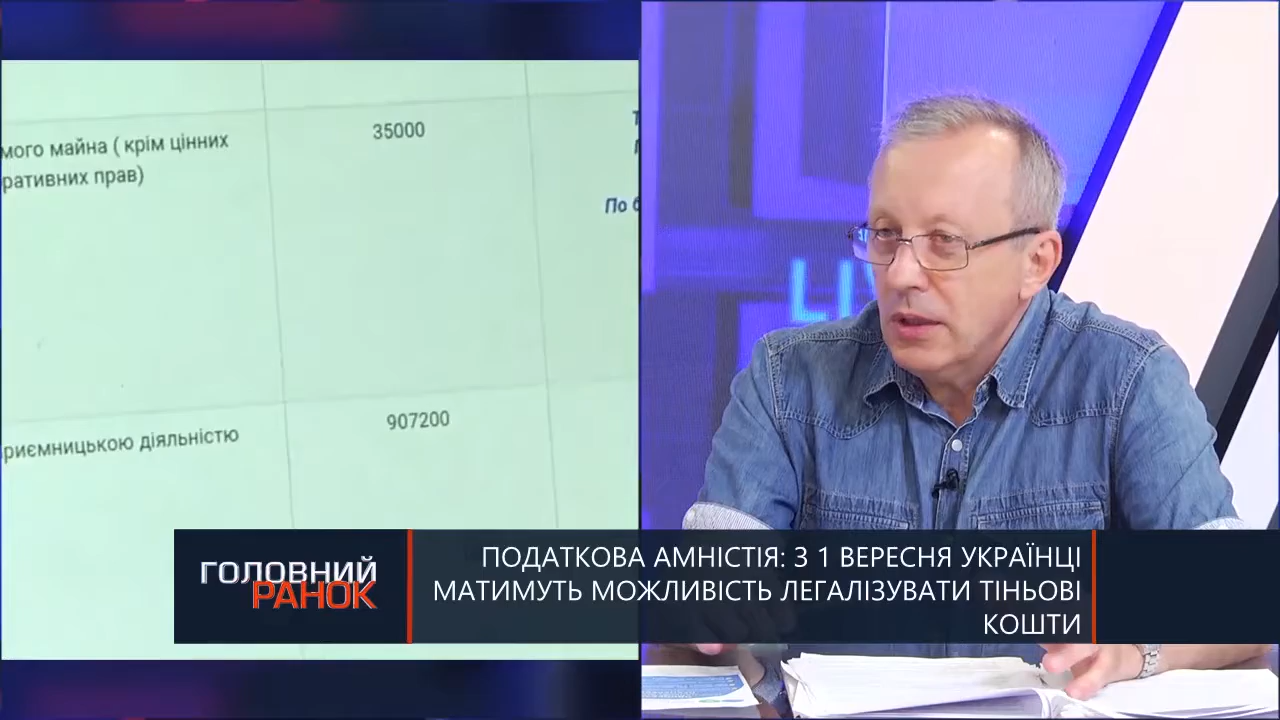 35000
мого майна ( крім цінних
ративних прав)
По
907200
риємницькою діяльністю
LIV
ГОЛОВНИЙ
РАНОК
ПОДАТКОВА АМНІСТІЯ: З 1 ВЕРЕСНЯ УКРАЇНЦІ
МАТИМУТЬ МОЖЛИВІСТЬ ЛЕГАЛІЗУВАТИ ТІНЬОВІ
КОШТИ